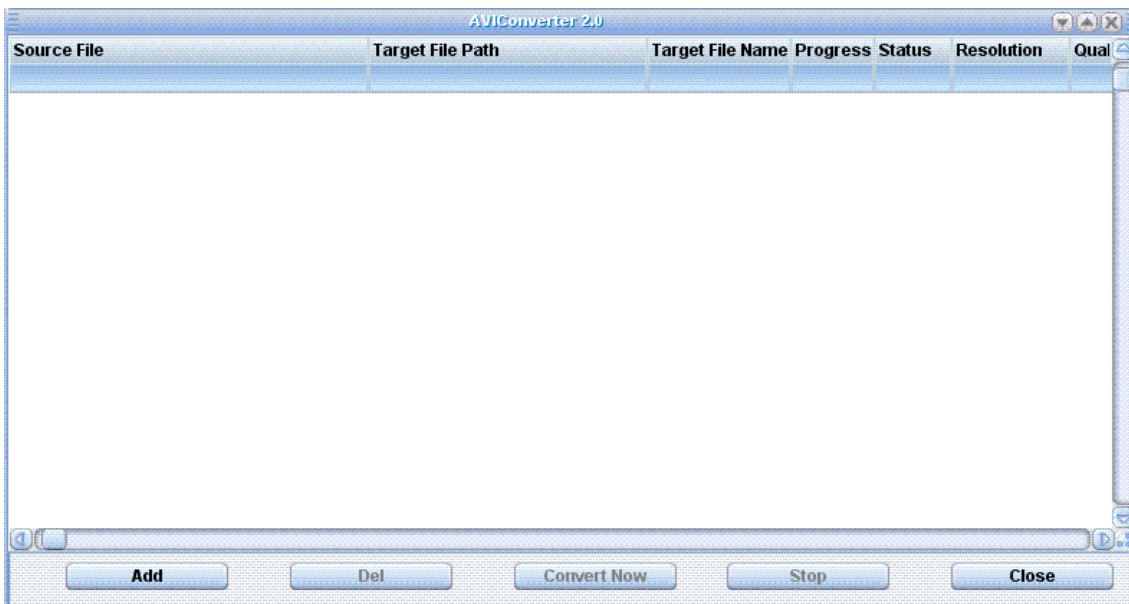 AVIConverter 2.0
Source File Target File Path Target File Name Progress Status Resolution Qual
Add Del Convert Now Stop Close